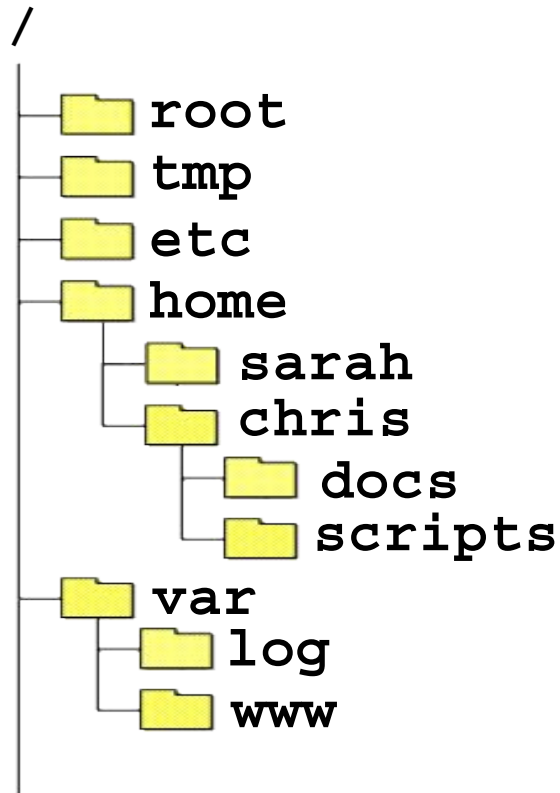 /
root
tmp
etc
home
sarah
chris
docs
scripts
var
log
www